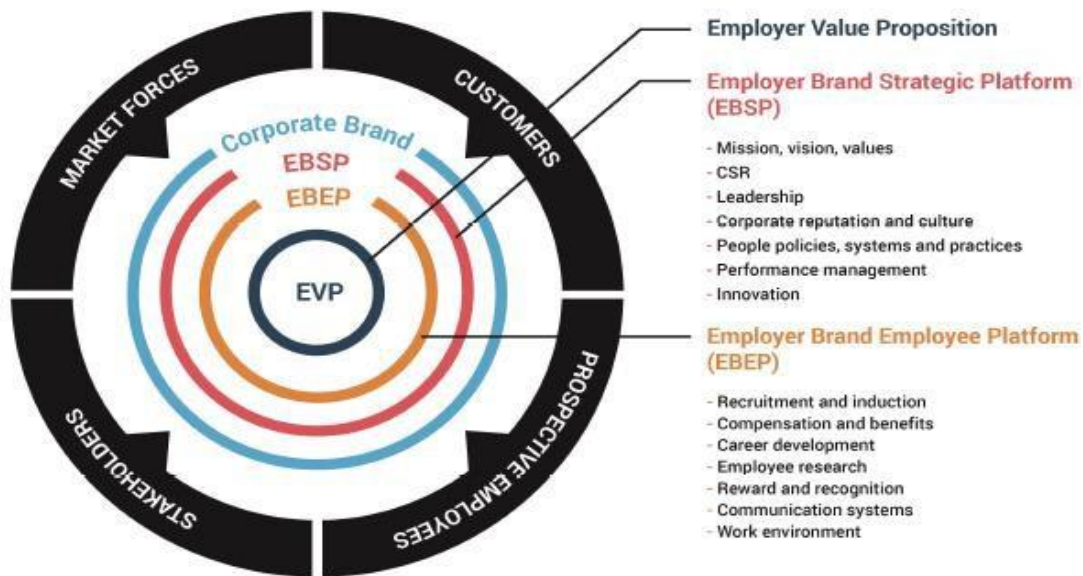 MARKET FORCES
CUSTOMERS
STAKEHOLDERS
PROSPECTIVE EMPLOYEES
Corporate Brand
EBSP
EBEP
EVP
Employer Value Proposition
Employer Brand Strategic Platform
(EBSP)
- Mission, vision, values
- CSR
- Leadership
- Corporate reputation and culture
- People policies, systems and practices
- Performance management
- Innovation
Employer Brand Employee Platform
(EBEP)
- Recruitment and induction
- Compensation and benefits
- Career development
- Employee research
- Reward and recognition
- Communication systems
- Work environment